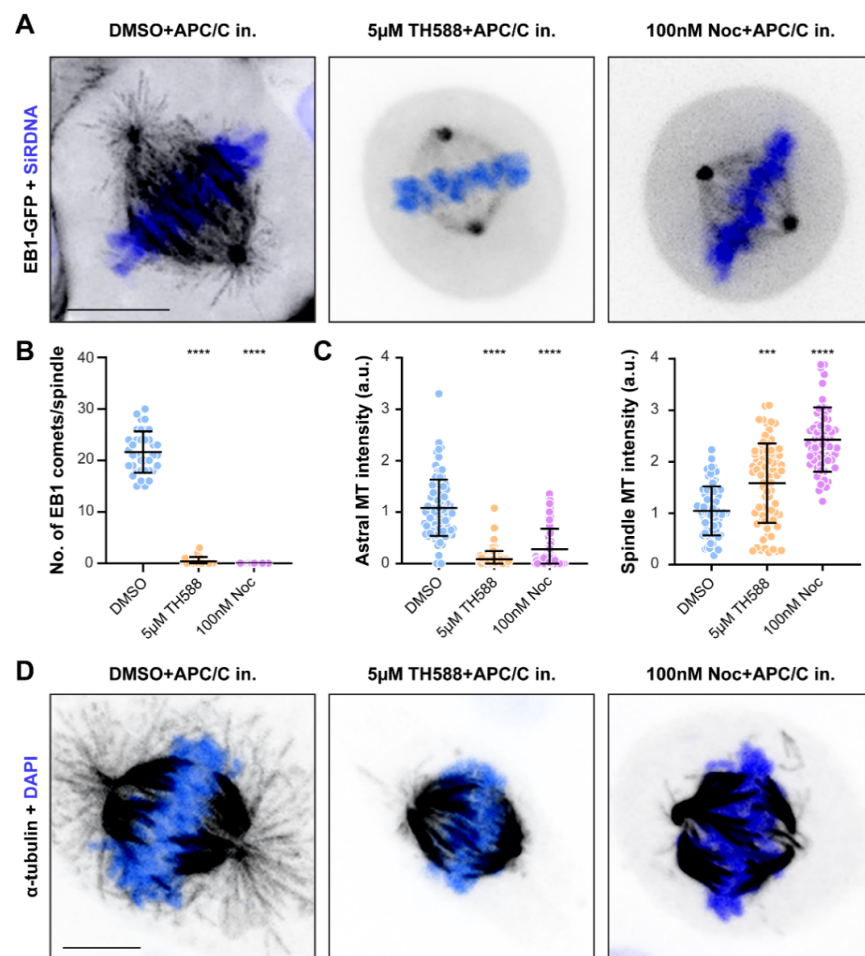 A
DMSO+APC/C in.
5µM TH588+APC/C in.
100nM Noc+APC/C in.
EB1-GFP + SiRDNA
B
No. of EB1 comets/spindle
40
30
20
10
0
****
****
DMSO
5µM TH588
100nM Noc
C
Astral MT intensity (a.u.)
4
3
2
1
0
****
****
DMSO
5µM TH588
100nM Noc
Spindle MT intensity (a.u.)
4
3
2
1
0
***
****
DMSO
5µM TH588
100nM Noc
D
DMSO+APC/C in.
5µM TH588+APC/C in.
100nM Noc+APC/C in.
α-tubulin + DAPI